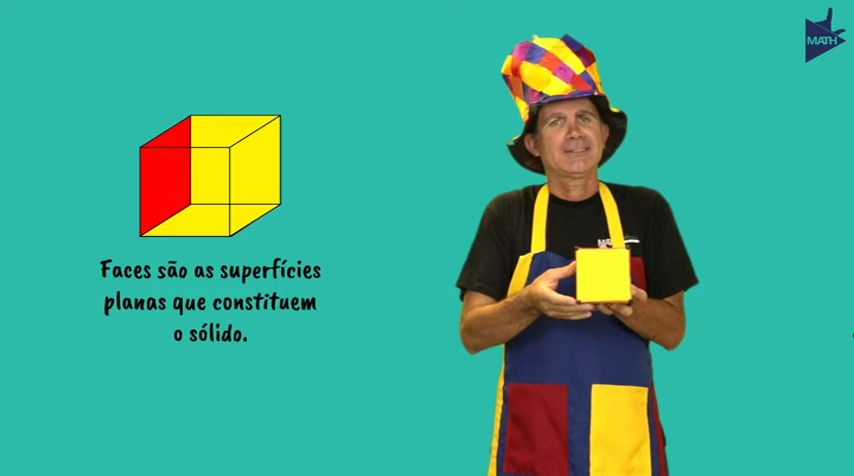 MATH
Faces são as superfícies
planas que constituem
o sólido.